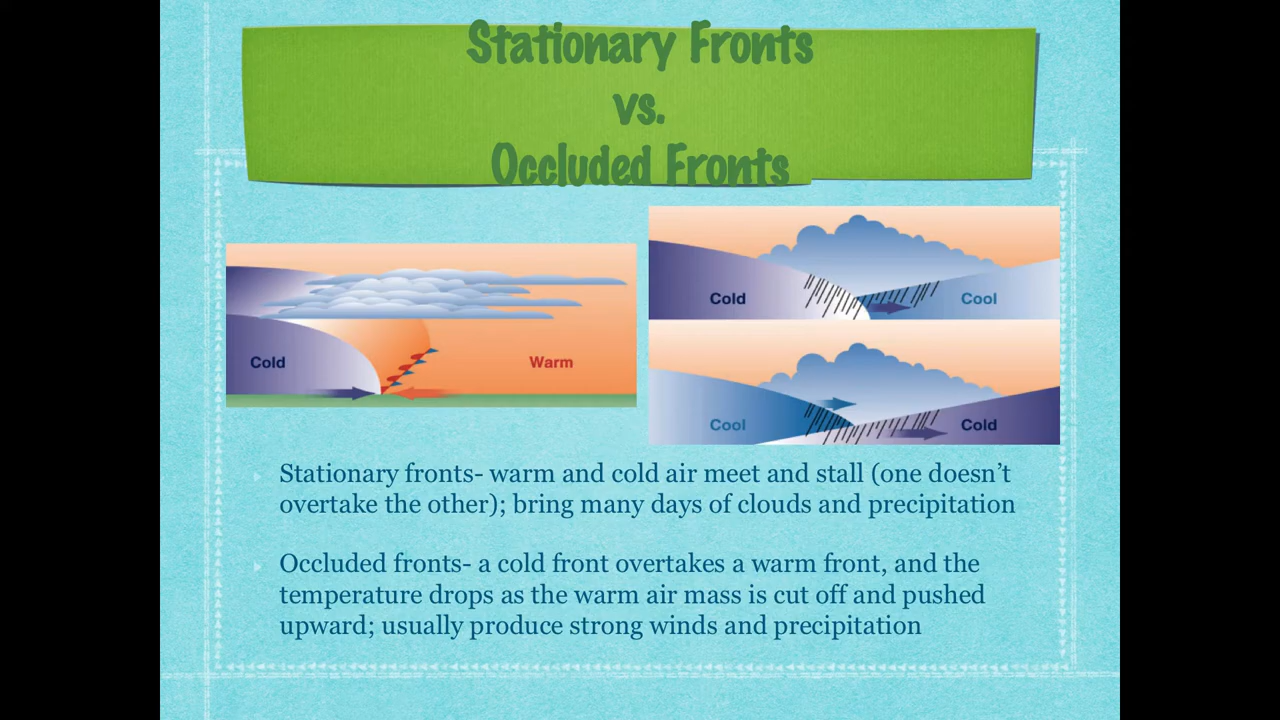 Stationary Fronts
vs.
Occluded Fronts
Cold
Warm
Cold
Cool
Cool
Cold
Stationary fronts- warm and cold air meet and stall (one doesn’t
overtake the other); bring many days of clouds and precipitation
Occluded fronts- a cold front overtakes a warm front, and the
temperature drops as the warm air mass is cut off and pushed
upward; usually produce strong winds and precipitation